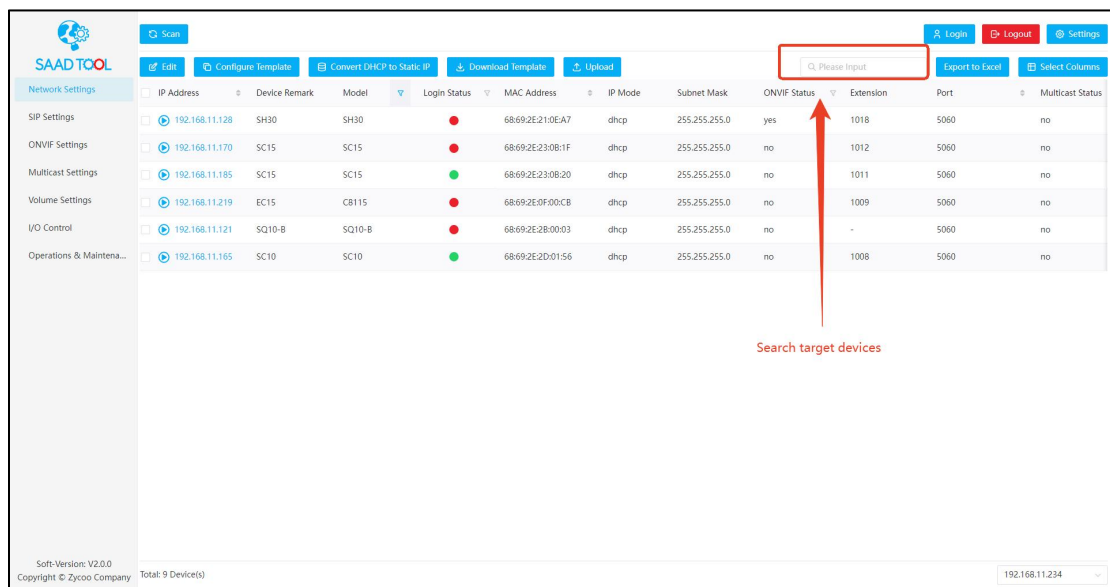 SAAD TOOL
Scan
Login
Logout
Settings
Edit
Configure Template
Convert DHCP to Static IP
Download Template
Upload
Please Input
Export to Excel
Select Columns
Network Settings
SIP Settings
ONVIF Settings
Multicast Settings
Volume Settings
I/O Control
Operations & Maintena...
IP Address Device Remark Model Login Status MAC Address IP Mode Subnet Mask ONVIF Status Extension Port Multicast Status
192.168.11.128 SH30 SH30 68:69:2E:21:0E:A7 dhcp 255.255.255.0 yes 1018 5060 no
192.168.11.170 SC15 SC15 68:69:2E:23:0B:1F dhcp 255.255.255.0 no 1012 5060 no
192.168.11.185 SC15 SC15 68:69:2E:23:0B:20 dhcp 255.255.255.0 no 1011 5060 no
192.168.11.219 EC15 C8115 68:69:2E:0F:00:CB dhcp 255.255.255.0 no 1009 5060 no
192.168.11.121 SQ10-B SQ10-B 68:69:2E:2B:00:03 dhcp 255.255.255.0 no - 5060 no
192.168.11.165 SC10 SC10 68:69:2E:2D:01:56 dhcp 255.255.255.0 no 1008 5060 no
Search target devices
Soft-Version: V2.0.0
Copyright © Zycoo Company
Total: 9 Device(s)
192.168.11.234